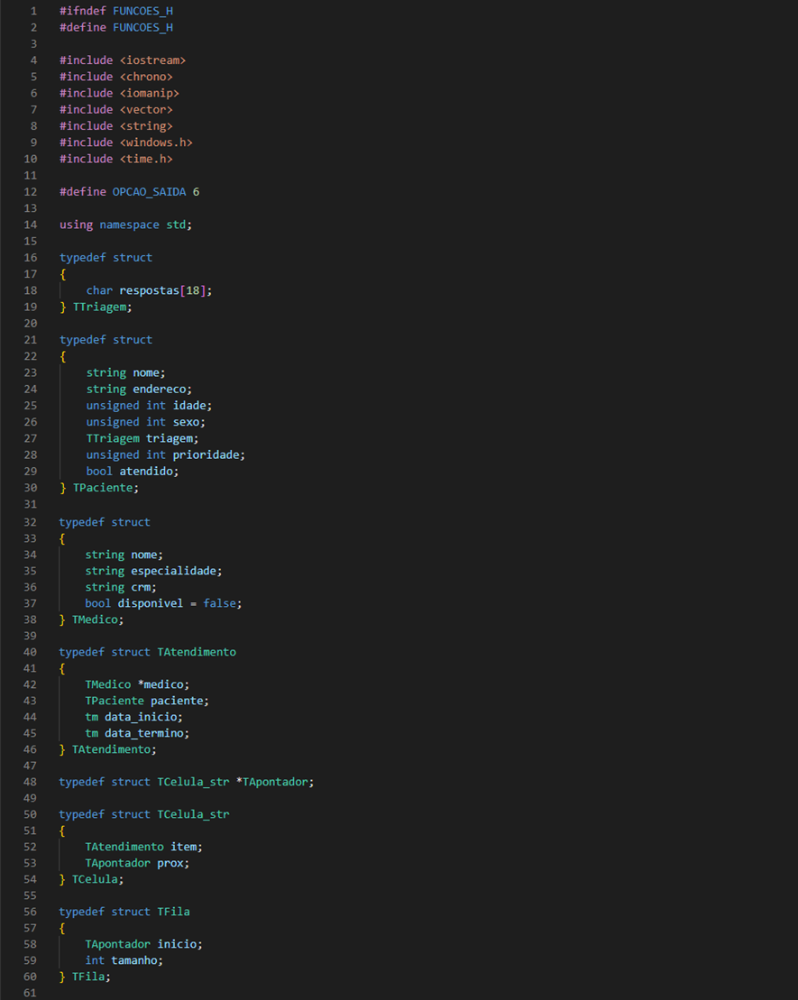 1 #ifndef FUNCOES_H
2 #define FUNCOES_H
3
4 #include <iostream>
5 #include <chrono>
6 #include <iomanip>
7 #include <vector>
8 #include <string>
9 #include <windows.h>
10 #include <time.h>
11
12 #define OPCAO_SAIDA 6
13
14 using namespace std;
15
16 typedef struct
17 {
18     char respostas[18];
19 } TTriagem;
20
21 typedef struct
22 {
23     string nome;
24     string endereco;
25     unsigned int idade;
26     unsigned int sexo;
27     TTriagem triagem;
28     unsigned int prioridade;
29     bool atendido;
30 } TPaciente;
31
32 typedef struct
33 {
34     string nome;
35     string especialidade;
36     string crm;
37     bool disponivel = false;
38 } TMedico;
39
40 typedef struct TAtendimento
41 {
42     TMedico *medico;
43     TPaciente paciente;
44     tm data_inicio;
45     tm data_termino;
46 } TAtendimento;
47
48 typedef struct TCelula_str *TApontador;
49
50 typedef struct TCelula_str
51 {
52     TAtendimento item;
53     TApontador prox;
54 } TCelula;
55
56 typedef struct TFila
57 {
58     TApontador inicio;
59     int tamanho;
60 } TFila;
61